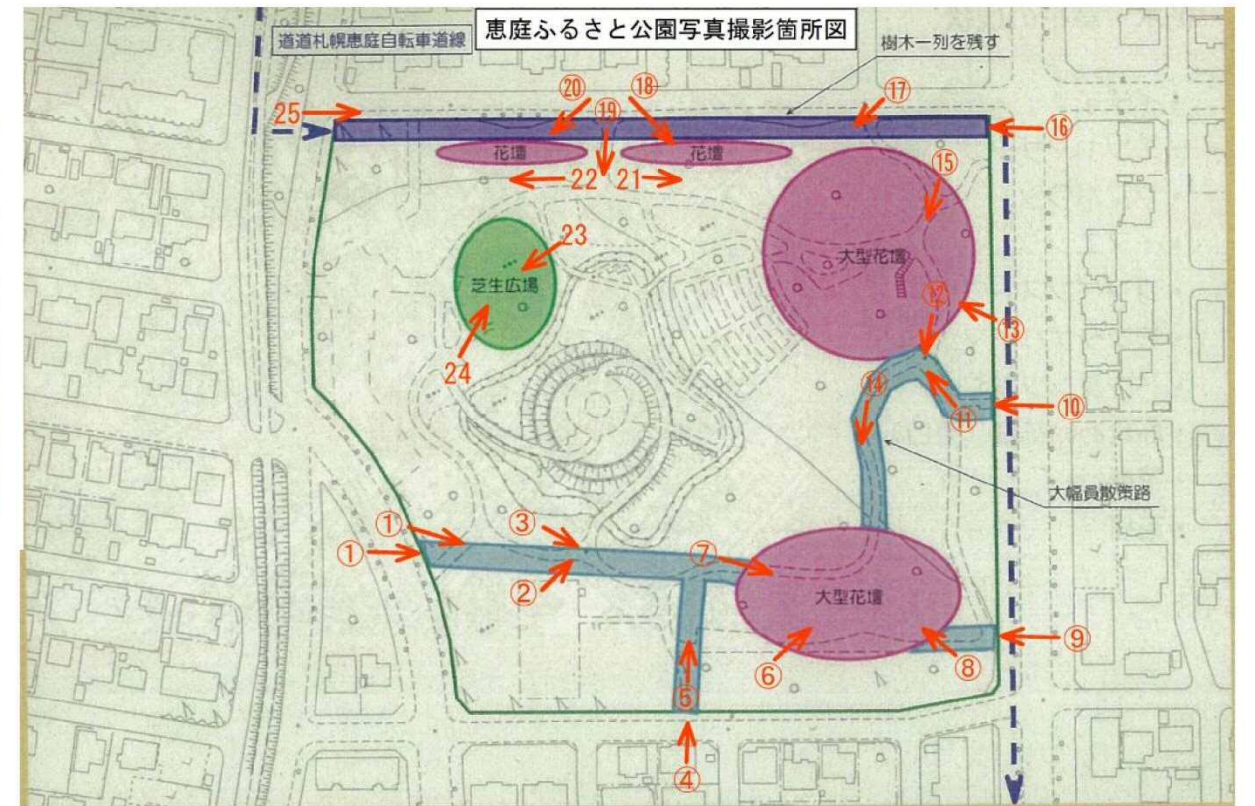 恵庭ふるさと公園写真撮影箇所図
道道札幌恵庭自転車道線
樹木一列を残す
25
⑳
⑱
⑰
⑲
⑯
花壇
花壇
22
21
⑮
23
大型花壇
芝生広場
24
⑫
⑬
⑭
⑪
⑩
大幅員散策路
①
③
①
⑦
②
大型花壇
⑨
⑥
⑧
⑤
④